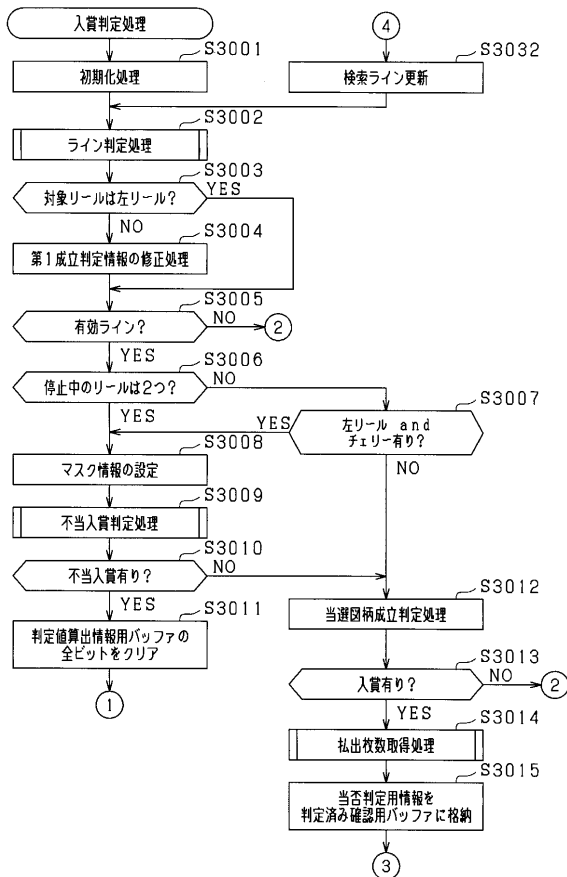 入賞判定処理
S3001
初期化処理
④
S3032
検索ライン更新
S3002
ライン判定処理
S3003
対象リールは左リール?
YES
NO
S3004
第1成立判定情報の修正処理
S3005
有効ライン?
NO
②
YES
S3006
停止中のリールは2つ?
NO
YES
S3007
左リール and
チェリー有り?
YES
NO
S3008
マスク情報の設定
S3009
不当入賞判定処理
S3010
不当入賞有り?
NO
YES
S3011
判定値算出情報用バッファの
全ビットをクリア
①
S3012
当選図柄成立判定処理
S3013
入賞有り?
NO
②
YES
S3014
払出枚数取得処理
S3015
当否判定用情報を
判定済み確認用バッファに格納
③